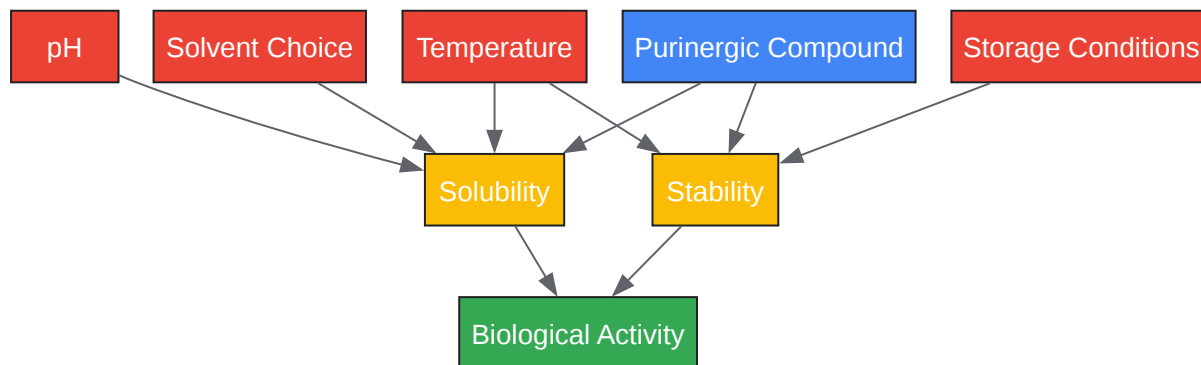 pH
Solvent Choice
Temperature
Purinergic Compound
Storage Conditions
Solubility
Stability
Biological Activity